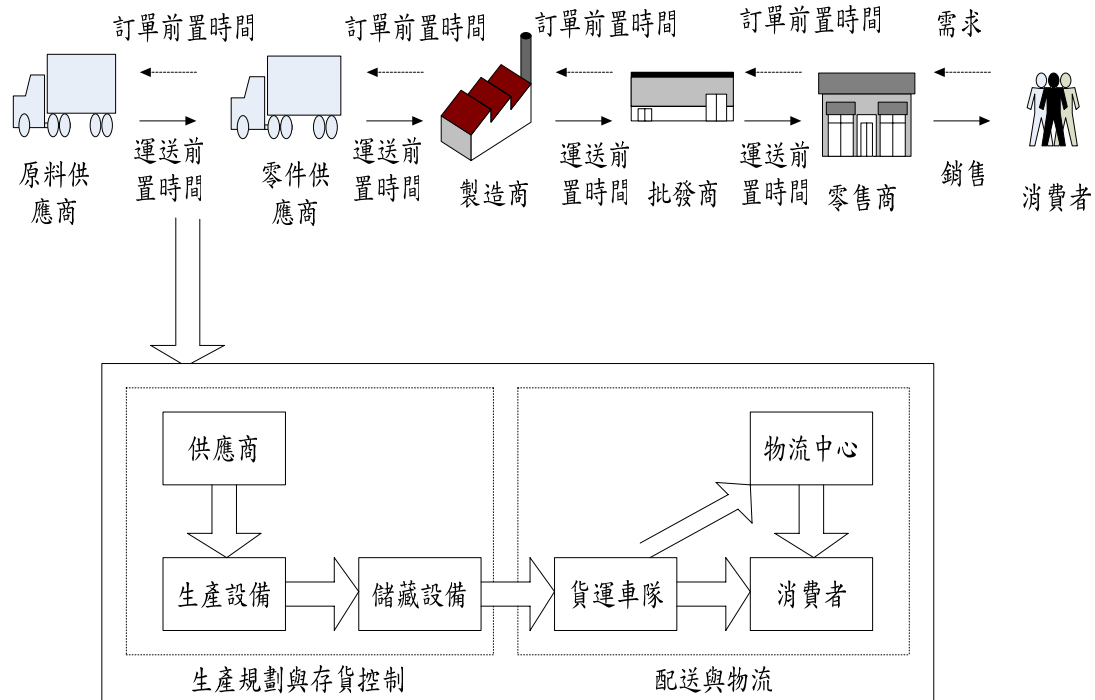 訂單前置時間
訂單前置時間
訂單前置時間
訂單前置時間
需求
運送前
置時間
運送前
置時間
運送前
置時間
運送前
置時間
銷售
原料供
應商
零件供
應商
製造商
批發商
零售商
消費者
供應商
物流中心
生產設備
儲藏設備
貨運車隊
消費者
生產規劃與存貨控制
配送與物流